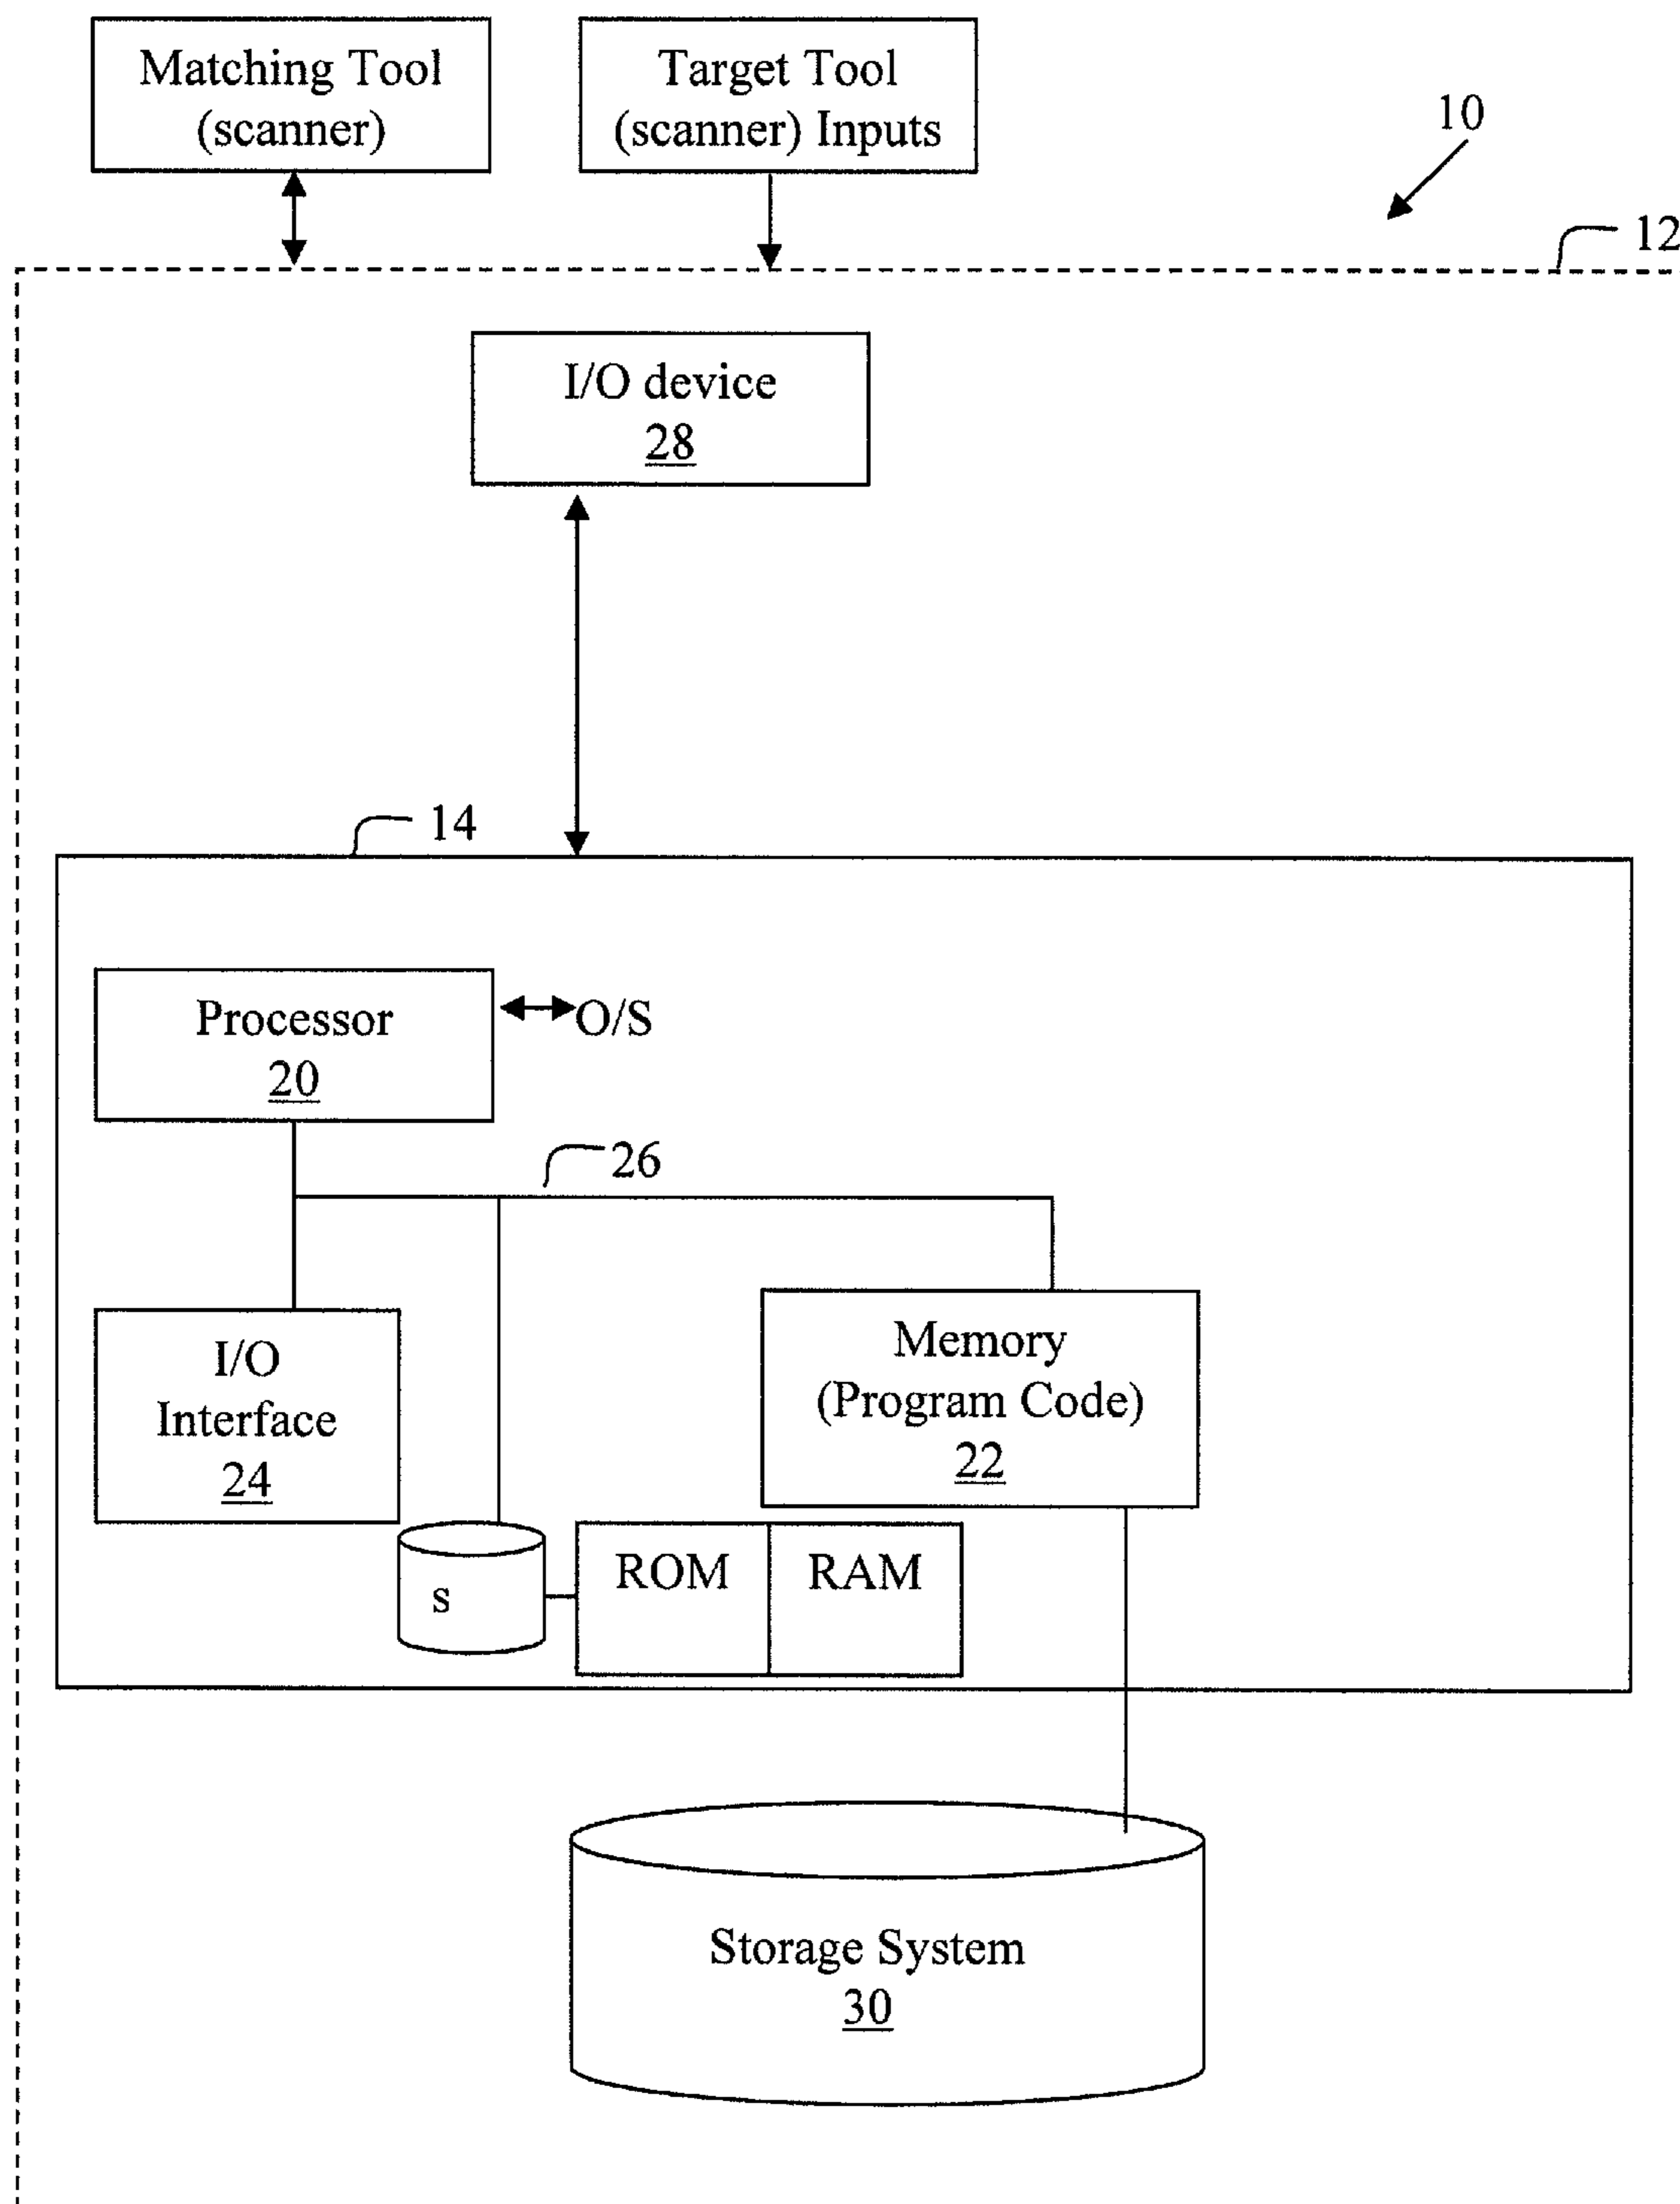 Matching Tool
(scanner)
Target Tool
(scanner) Inputs
10
12
I/O device
28
14
Processor
20
O/S
26
I/O
Interface
24
Memory
(Program Code)
22
s
ROM
RAM
Storage System
30